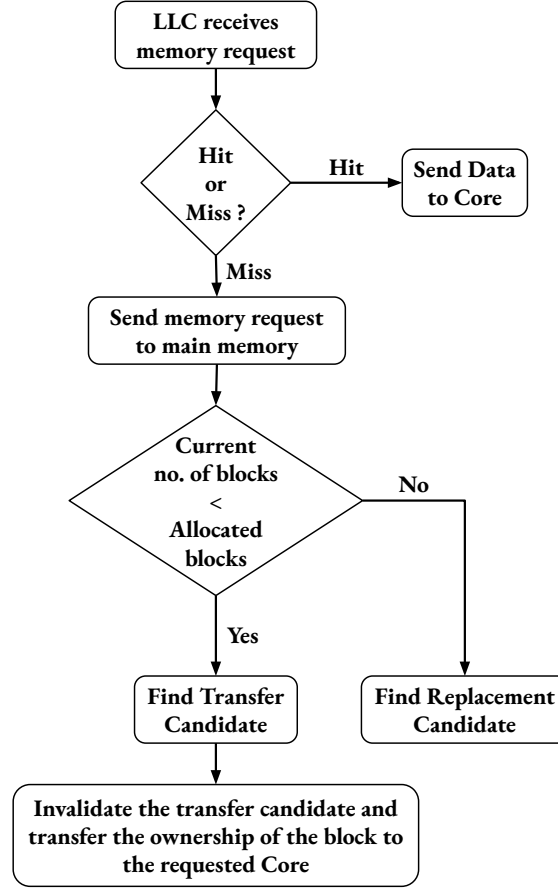 LLC receives
memory request
Hit
or
Miss ?
Hit
Send Data
to Core
Miss
Send memory request
to main memory
Current
no. of blocks
<
Allocated
blocks
No
Yes
Find Transfer
Candidate
Find Replacement
Candidate
Invalidate the transfer candidate and
transfer the ownership of the block to
the requested Core